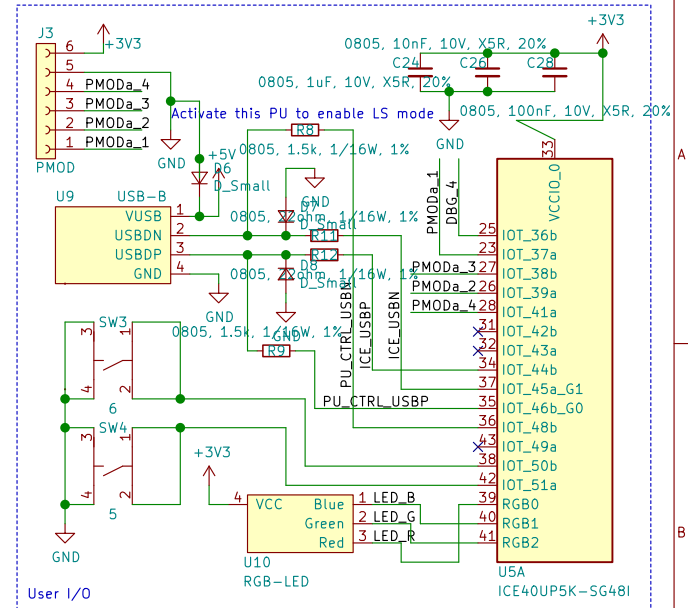 J3
6
+3V3
5
4 PMODa_4
3 PMODa_3
2 PMODa_2
1 PMODa_1
PMOD
GND
+3V3
0805, 10nF, 10V, X5R, 20%
C24
C26
C28
0805, 1uF, 10V, X5R, 20%
0805, 100nF, 10V, X5R, 20%
GND
Activate this PU to enable LS mode
R8
0805, 1.5k, 1/16W, 1%
+5V
D6
D_Small
U9
USB-B
VUSB 1
USBDN 2
USBDP 3
GND 4
GND
GND
D7
D_Small
0805, 22ohm, 1/16W, 1%
R11
R12
D8
D_Small
0805, 22ohm, 1/16W, 1%
GND
0805, 1.5k, 1/16W, 1%
R9
PU_CTRL_USBN
ICE_USBP
ICE_USBN
PU_CTRL_USBP
PMODa_1
DBG_4
PMODa_3
PMODa_2
PMODa_4
33
VCCIO_0
25 IOT_36b
23 IOT_37a
27 IOT_38b
26 IOT_39a
28 IOT_41a
31 IOT_42b
32 IOT_43a
34 IOT_44b
37 IOT_45a_G1
35 IOT_46b_G0
36 IOT_48b
43 IOT_49a
38 IOT_50b
42 IOT_51a
39 RGB0
40 RGB1
41 RGB2
U5A
ICE40UP5K-SG48I
SW3
3
1
4
2
6
SW4
3
1
4
2
5
GND
+3V3
4 VCC
Blue 1 LED_B
Green 2 LED_G
Red 3 LED_R
U10
RGB-LED
User I/O
A
B